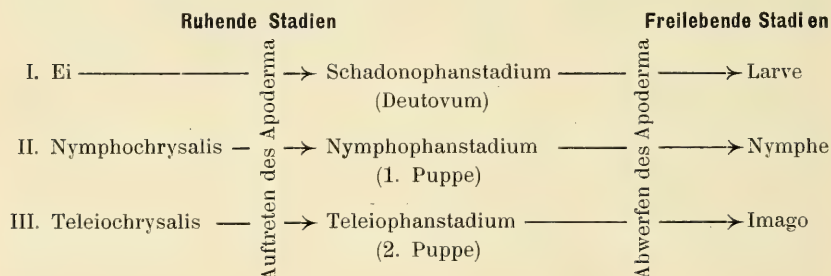 Ruhende Stadien Freilebende Stadien
I. Ei Schadonophanstadium Larve
(Deutovum)
II. Nymphochrysalis Nymphophanstadium Nymphe
(1. Puppe)
III. Teleiochrysalis Teleiophanstadium Imago
(2. Puppe)
Auftreten des Apoderma
Abwerfen des Apoderma